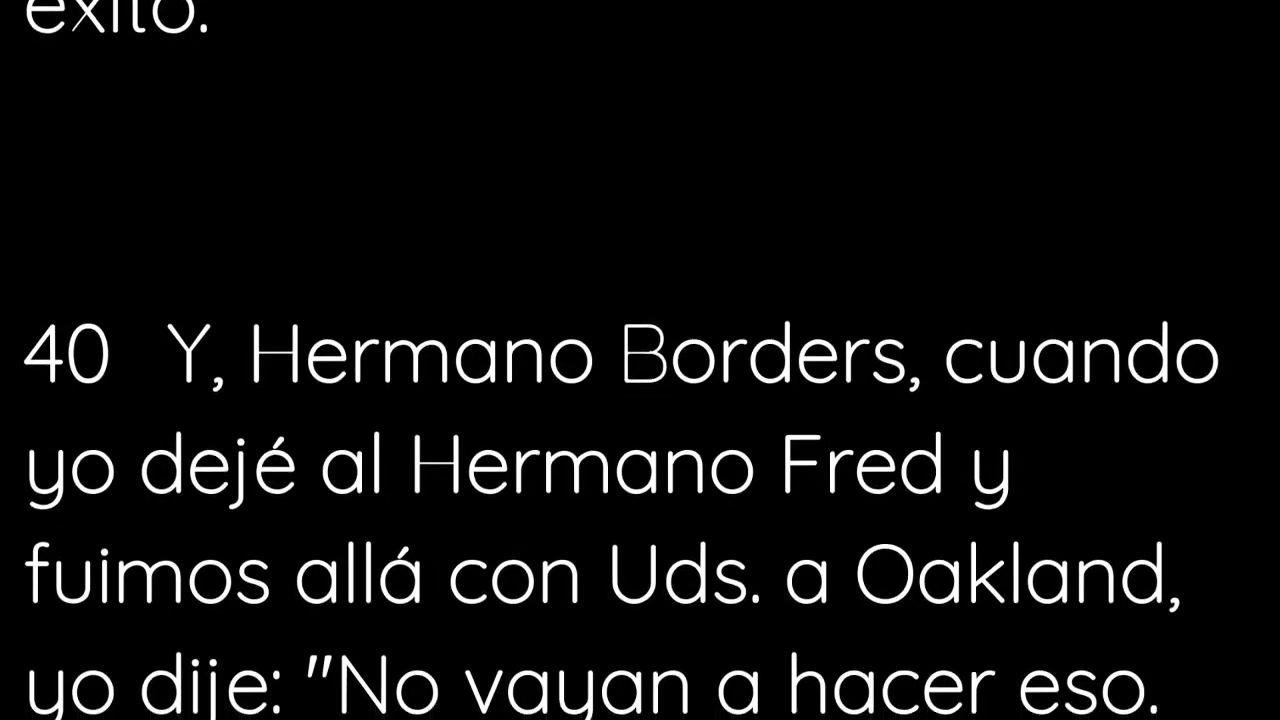 éxito.
40 Y, Hermano Borders, cuando
yo dejé al Hermano Fred y
fuimos allá con Uds. a Oakland,
yo dije: "No vayan a hacer eso.